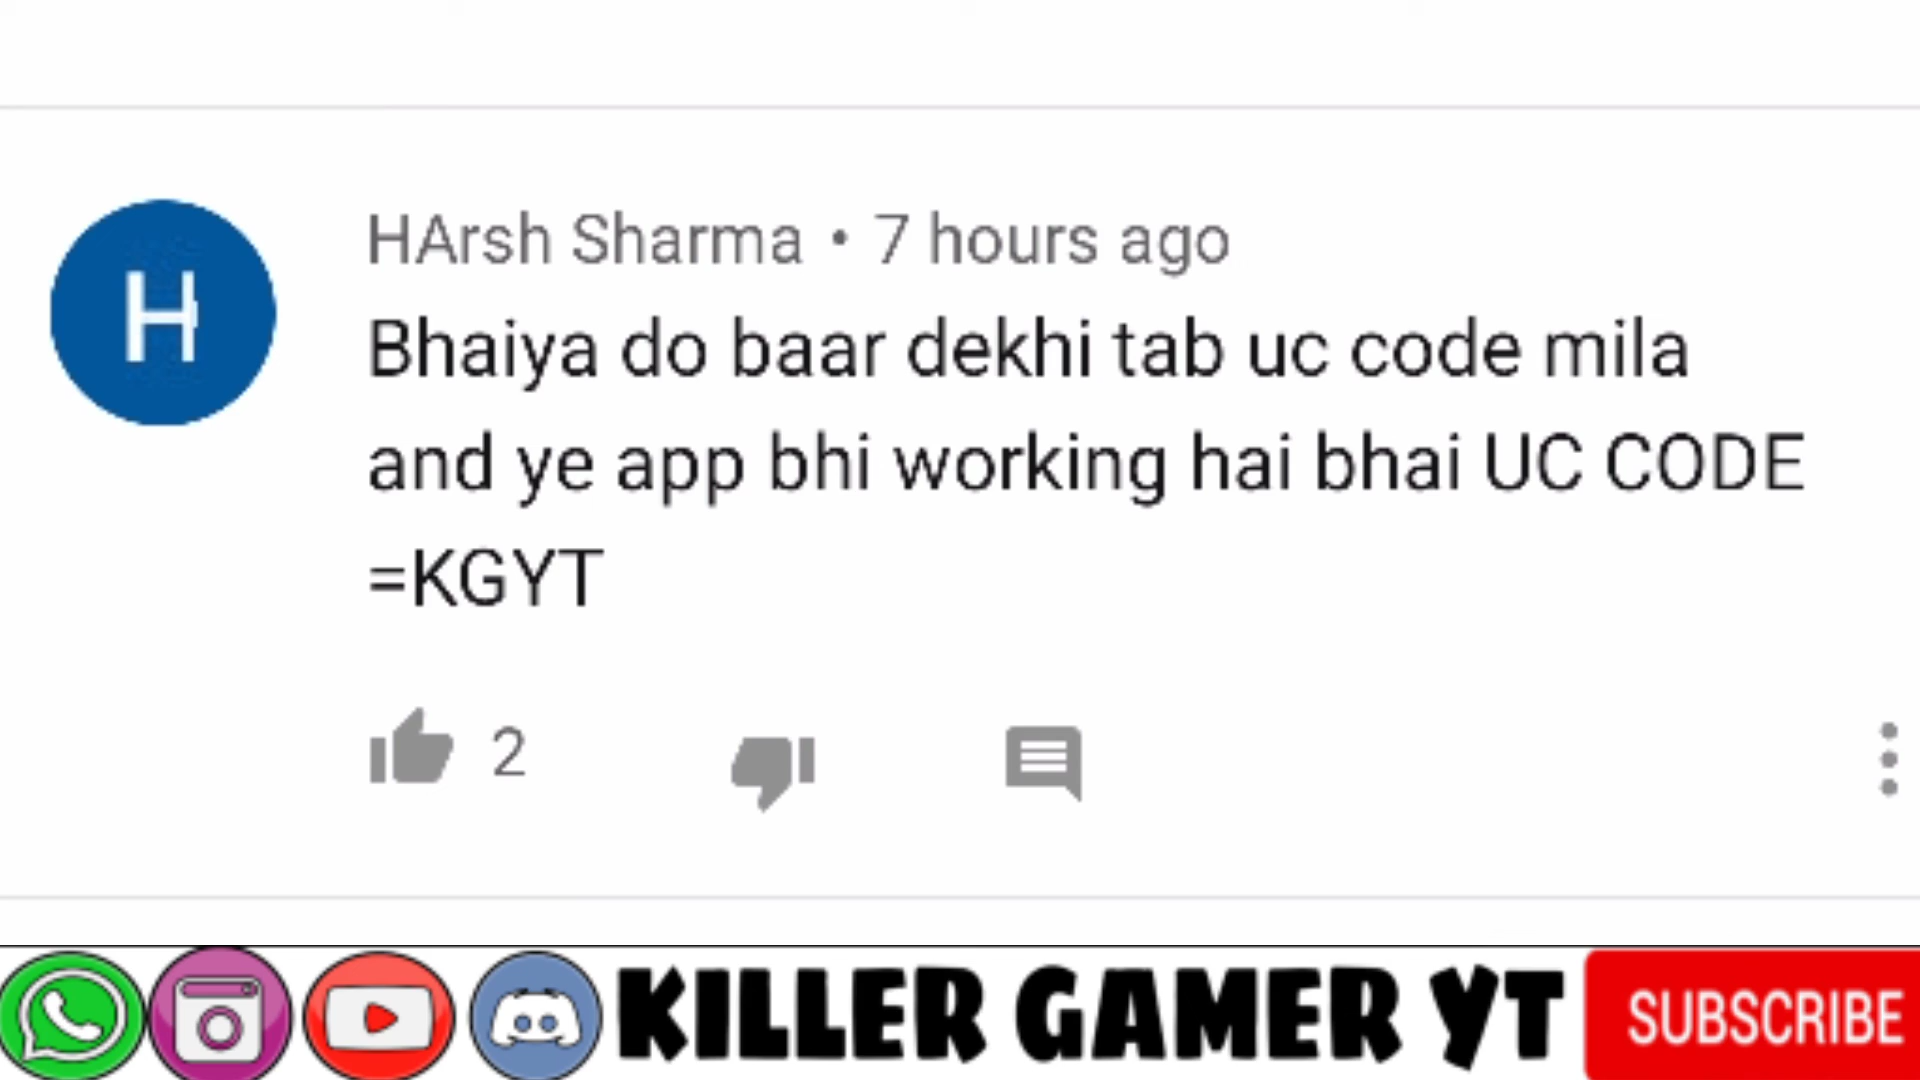 H
HArsh Sharma • 7 hours ago
Bhaiya do baar dekhi tab uc code mila
and ye app bhi working hai bhai UC CODE
=KGYT
2
KILLER GAMER YT
SUBSCRIBE